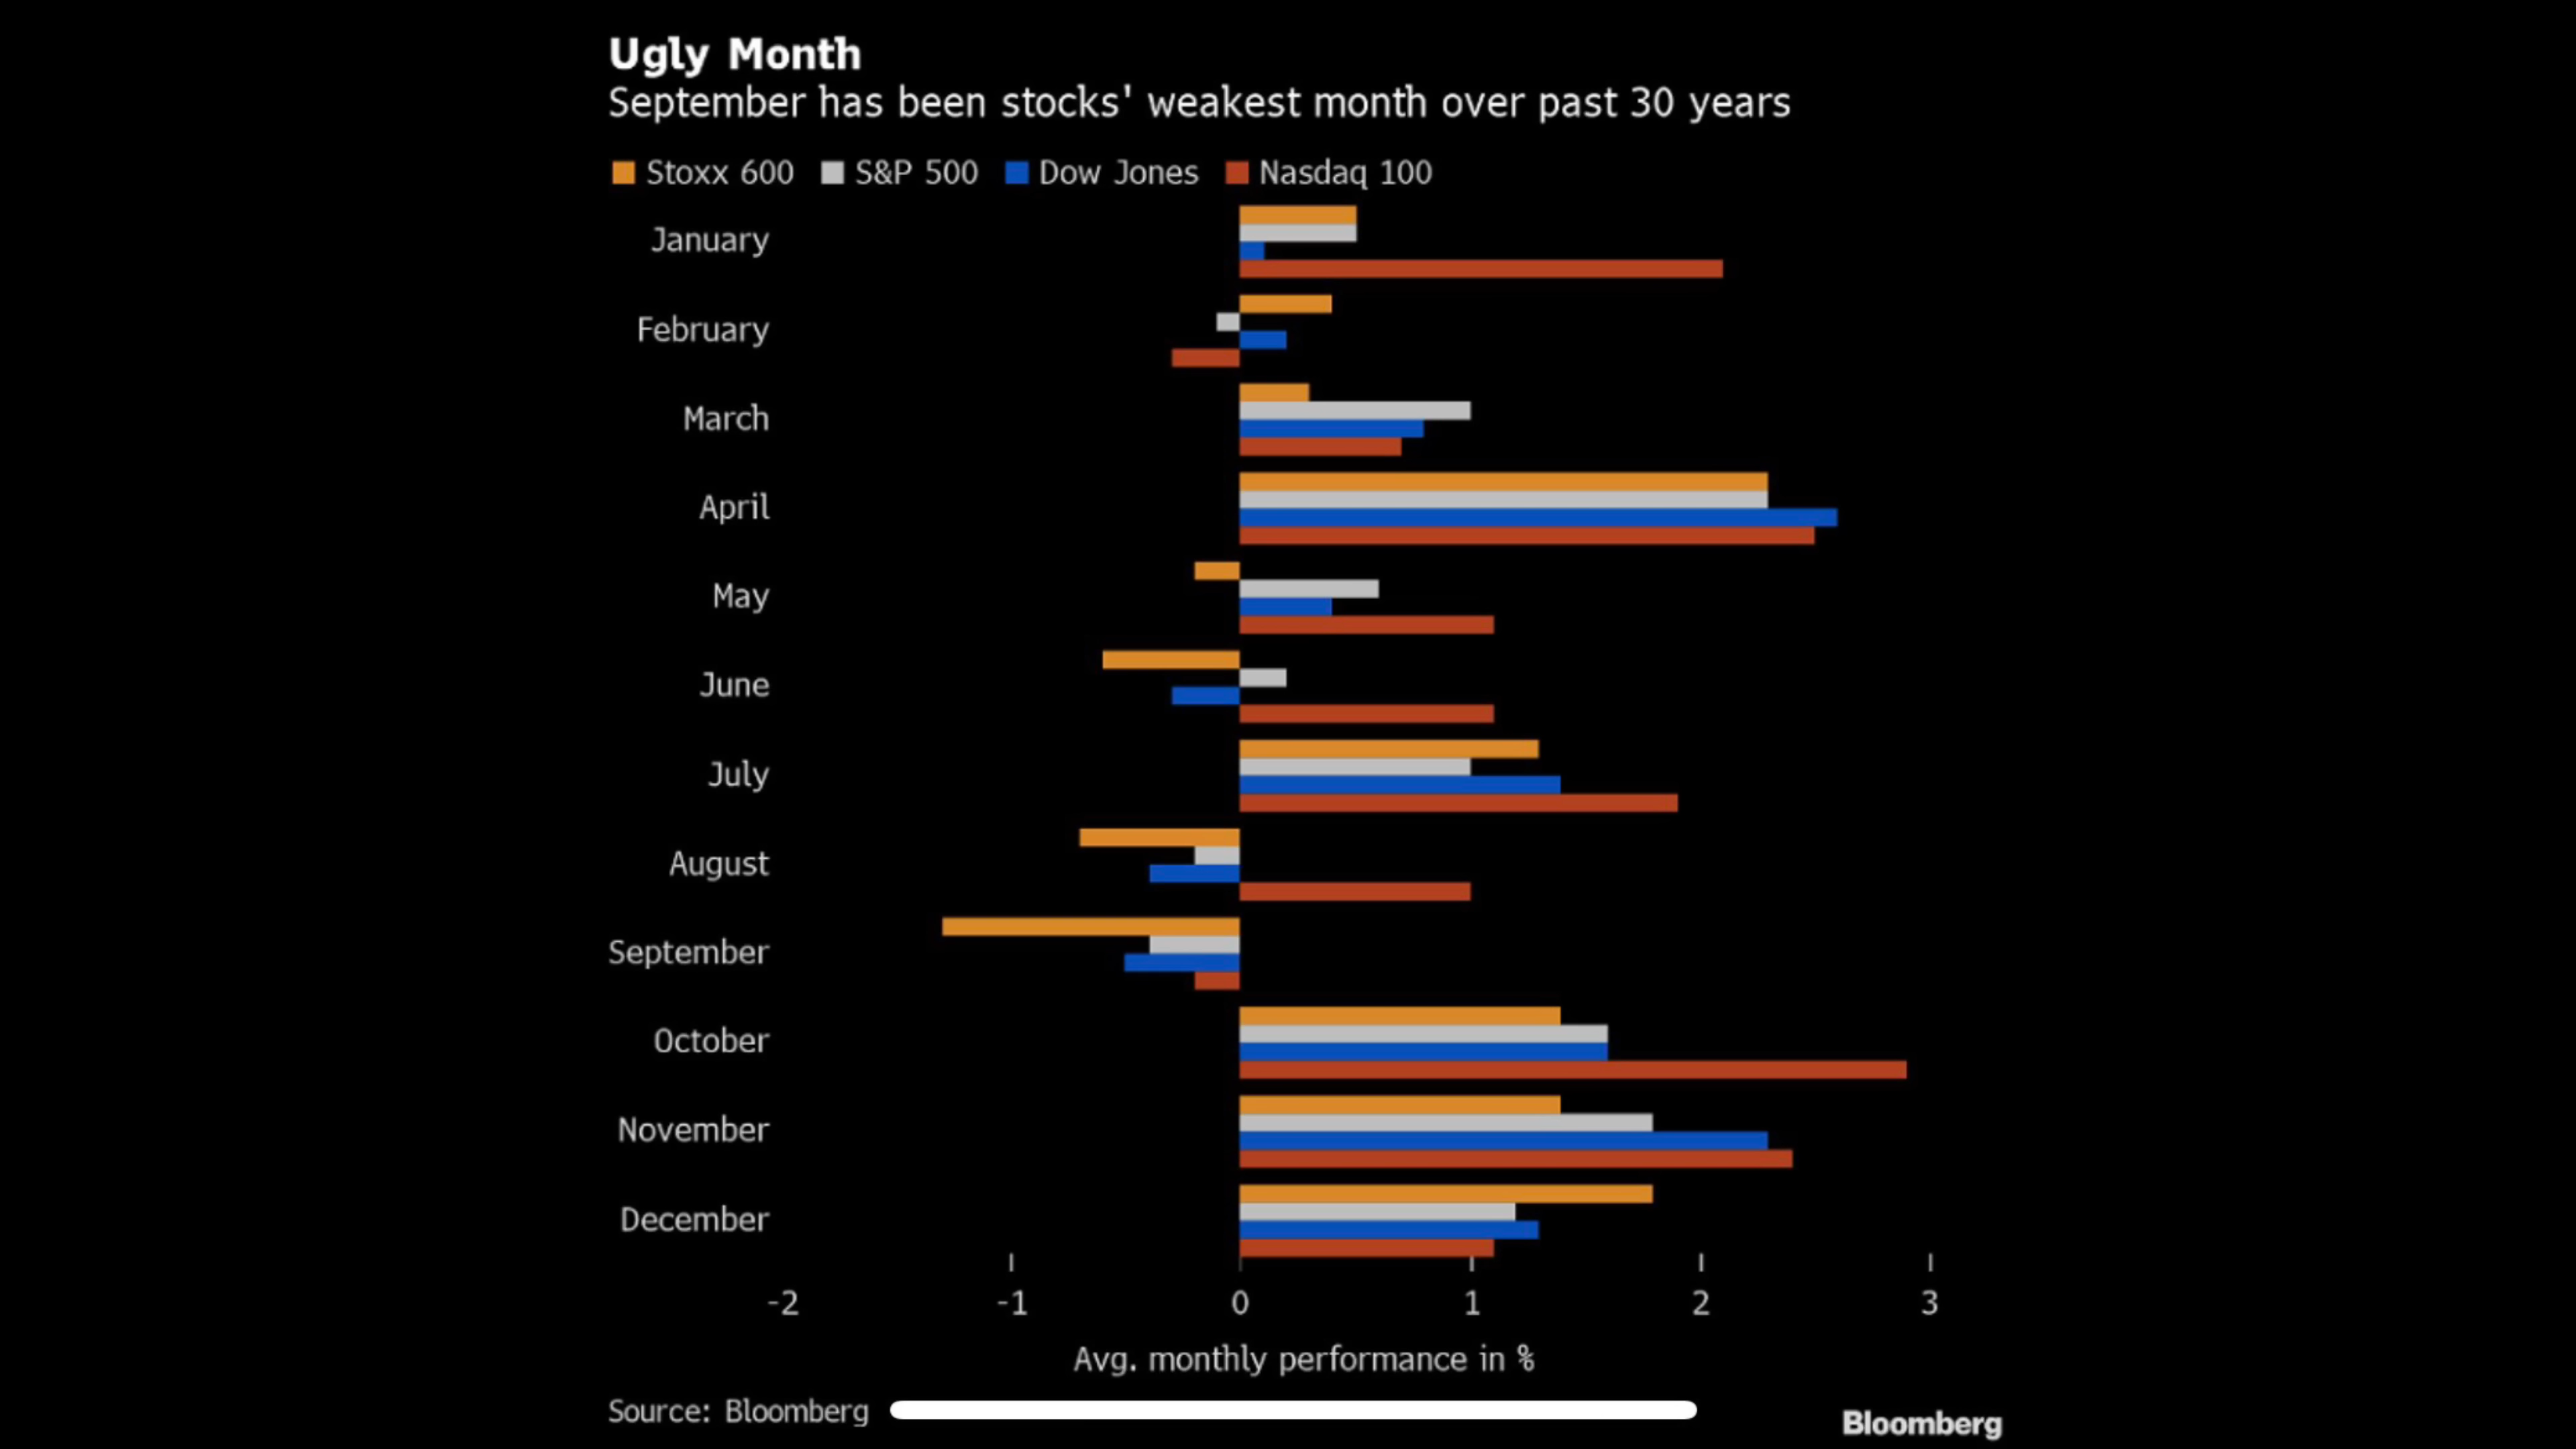 Ugly Month
September has been stocks' weakest month over past 30 years
Stoxx 600 S&P 500 Dow Jones Nasdaq 100
January
February
March
April
May
June
July
August
September
October
November
December
-2 -1 0 1 2 3
Avg. monthly performance in %
Source: Bloomberg
Bloomberg